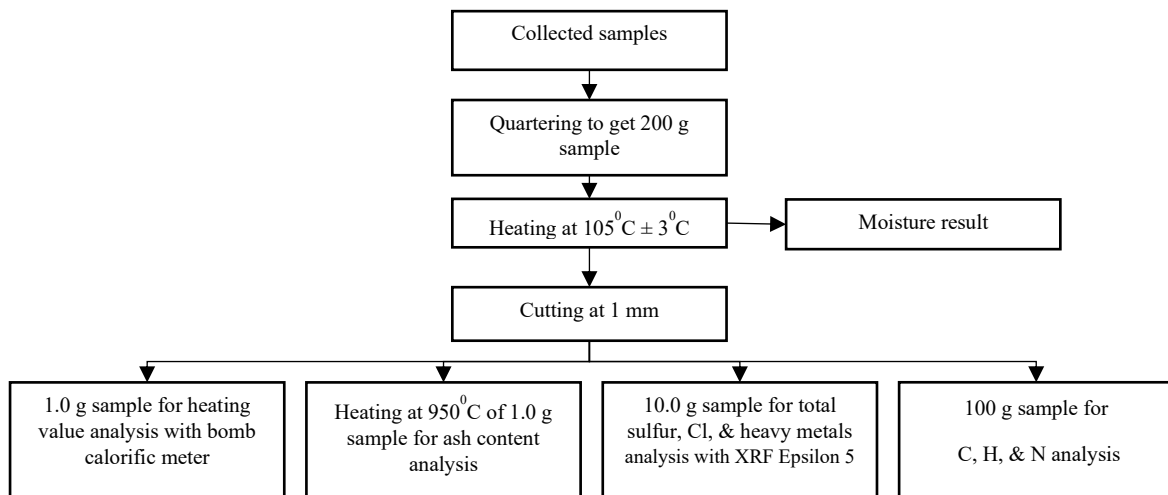 Collected samples
Quartering to get 200 g
sample
Heating at 105⁰C ± 3⁰C
Moisture result
Cutting at 1 mm
1.0 g sample for heating
value analysis with bomb
calorific meter
Heating at 950⁰C of 1.0 g
sample for ash content
analysis
10.0 g sample for total
sulfur, Cl, & heavy metals
analysis with XRF Epsilon 5
100 g sample for
C, H, & N analysis